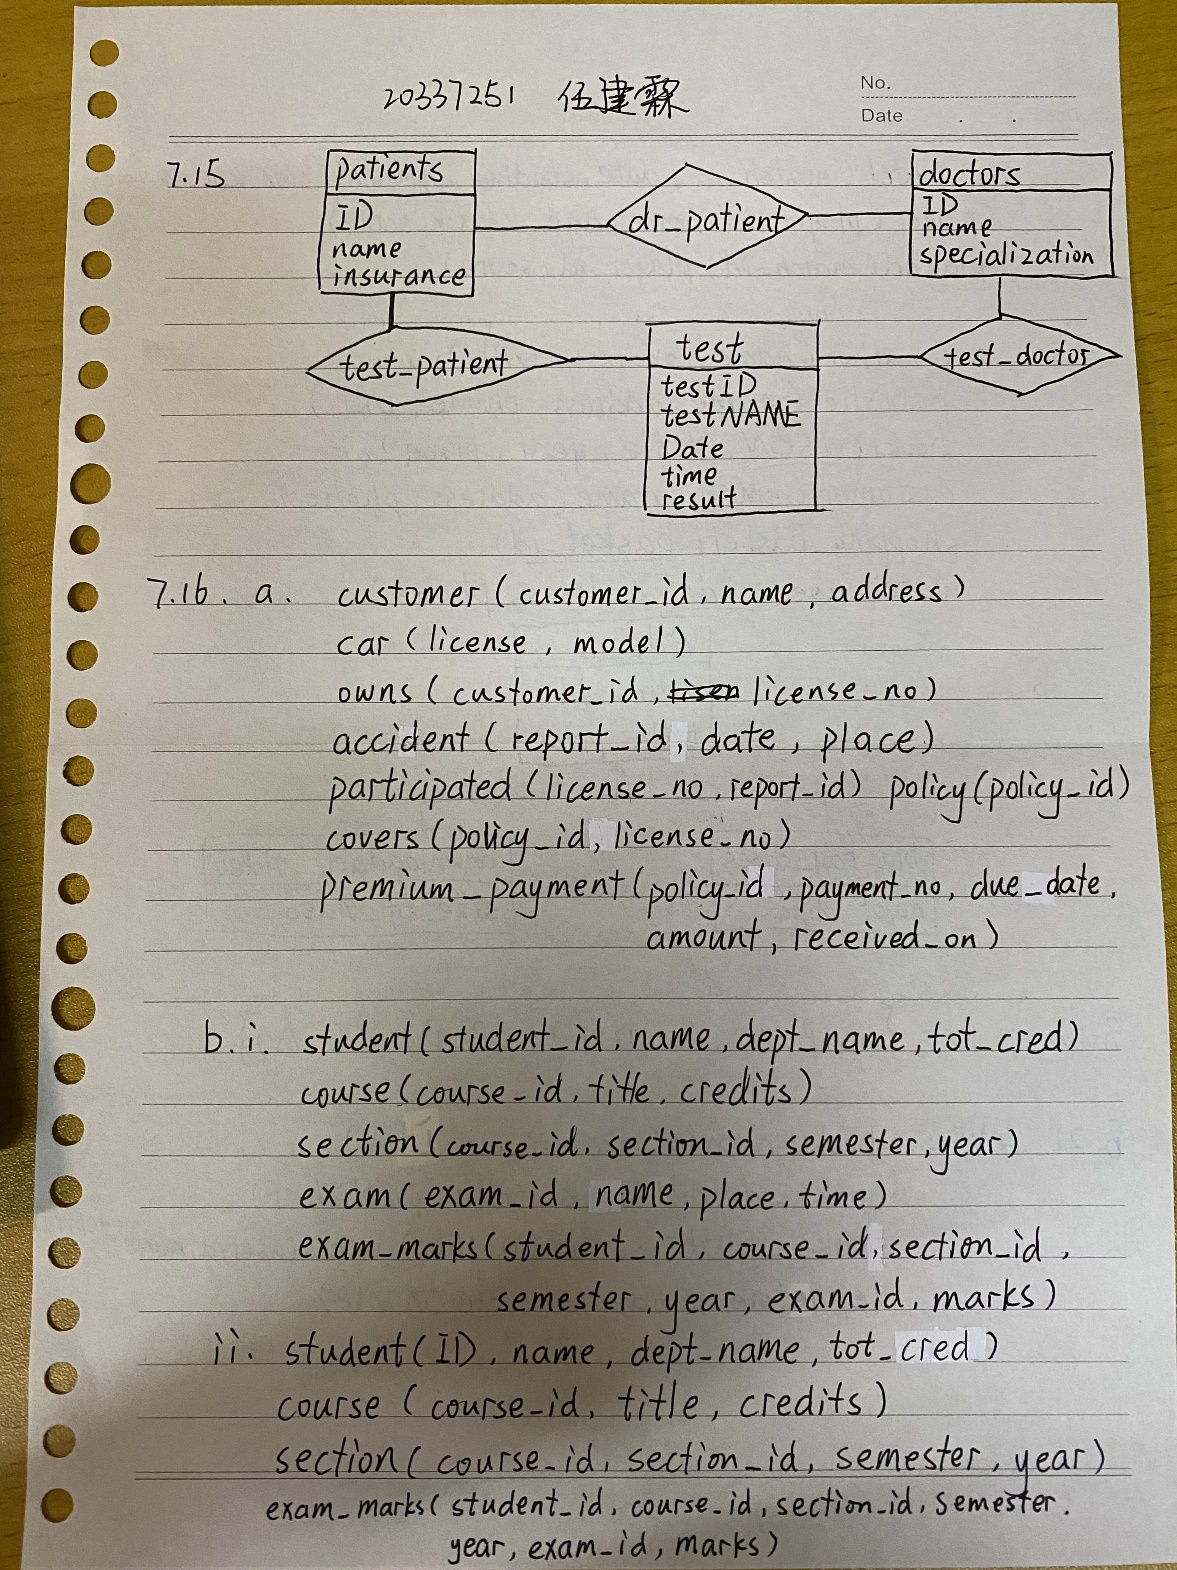 20337251 伍建霖
No.
Date . .
7.15
patients
ID
name
insurance
dr_patient
doctors
ID
name
specialization
test_patient
test
testID
testNAME
Date
time
result
test_doctor
7.16. a. customer (customer_id, name, address)
car (license, model)
owns (customer_id, license_no)
accident (report_id, date, place)
participated (license_no, report_id) policy(policy_id)
covers (policy_id, license_no)
premium_payment (policy_id, payment_no, due_date,
amount, received_on)
b. i. student (student_id, name, dept_name, tot_cred)
course (course_id, title, credits)
section (course_id, section_id, semester, year)
exam (exam_id, name, place, time)
exam_marks (student_id, course_id, section_id,
semester, year, exam_id, marks)
ii. student (ID, name, dept_name, tot_cred)
course (course_id, title, credits)
section (course_id, section_id, semester, year)
exam_marks (student_id, course_id, section_id, semester.
year, exam_id, marks)